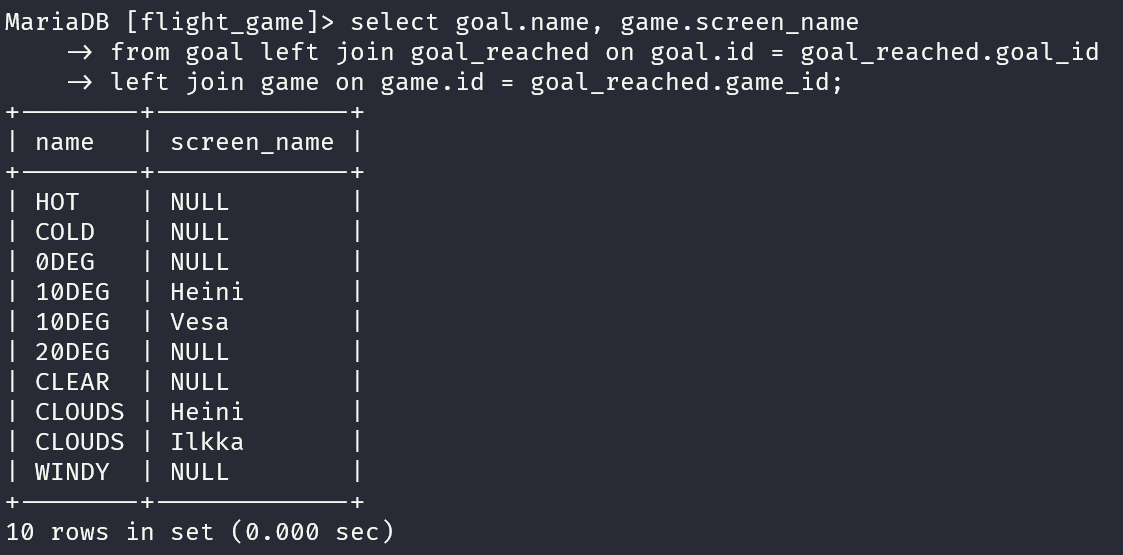 MariaDB [flight_game]> select goal.name, game.screen_name
    -> from goal left join goal_reached on goal.id = goal_reached.goal_id
    -> left join game on game.id = goal_reached.game_id;
+--------+-------------+
| name   | screen_name |
+--------+-------------+
| HOT    | NULL        |
| COLD   | NULL        |
| 0DEG   | NULL        |
| 10DEG  | Heini       |
| 10DEG  | Vesa        |
| 20DEG  | NULL        |
| CLEAR  | NULL        |
| CLOUDS | Heini       |
| CLOUDS | Ilkka       |
| WINDY  | NULL        |
+--------+-------------+
10 rows in set (0.000 sec)